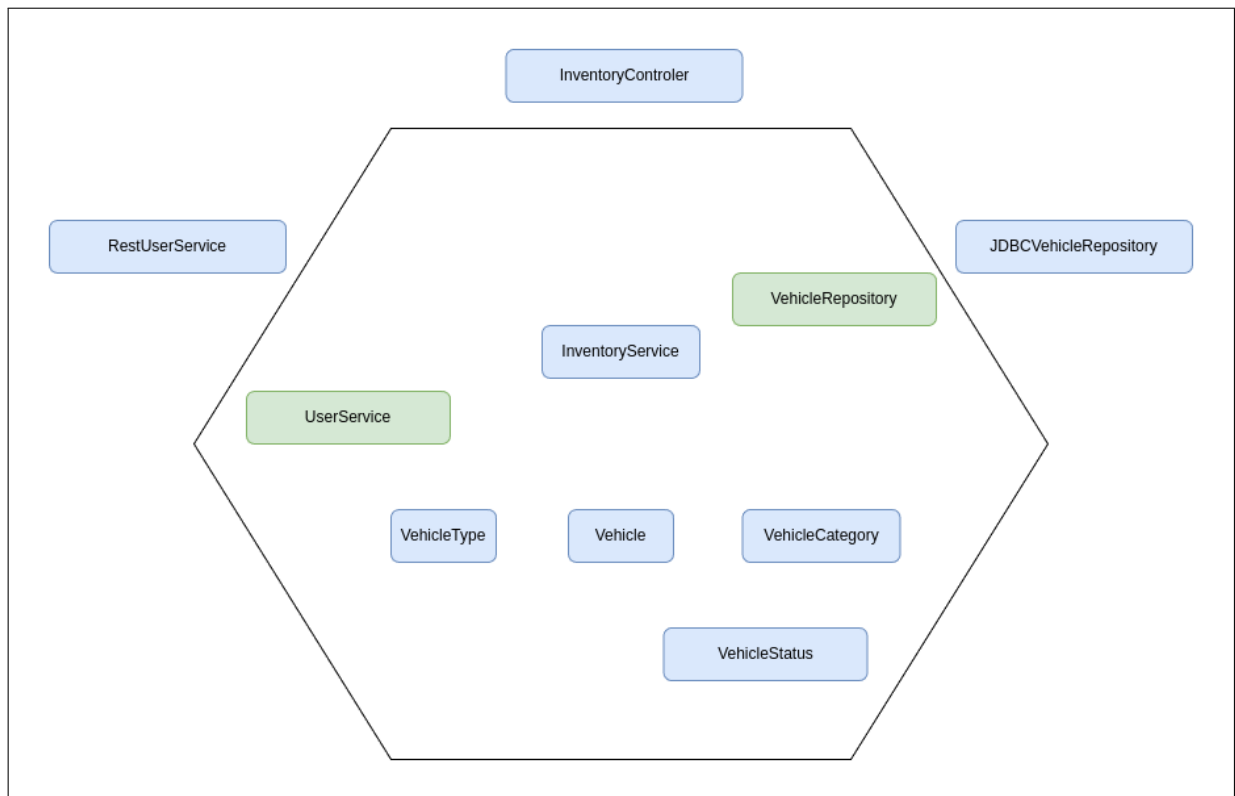 InventoryControler
RestUserService
JDBCVehicleRepository
VehicleRepository
InventoryService
UserService
VehicleType
Vehicle
VehicleCategory
VehicleStatus